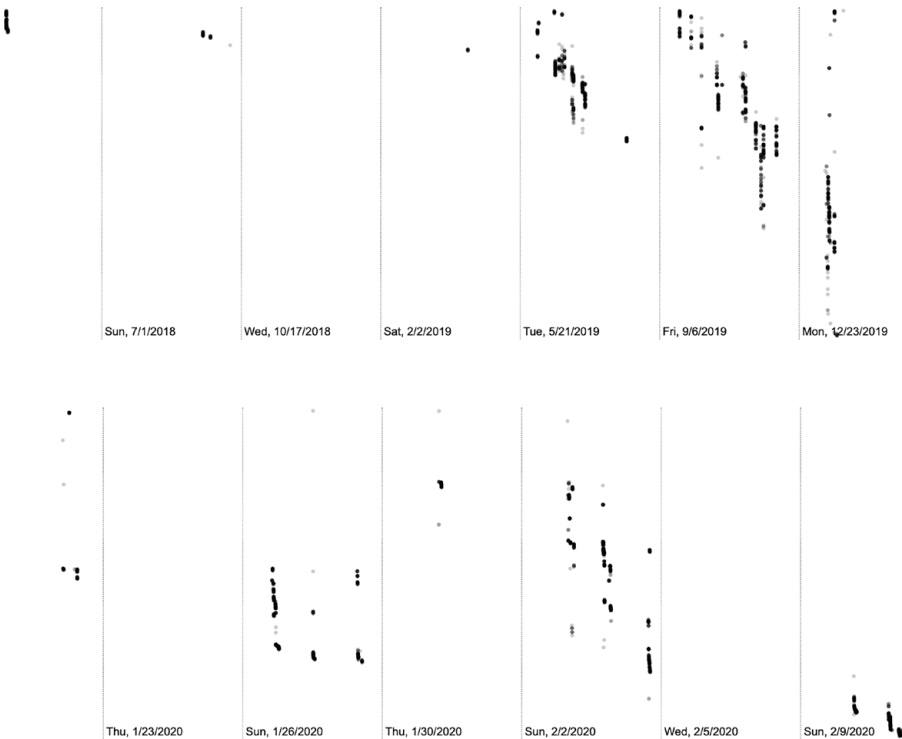 Sun, 7/1/2018
Wed, 10/17/2018
Sat, 2/2/2019
Tue, 5/21/2019
Fri, 9/6/2019
Mon, 12/23/2019
Thu, 1/23/2020
Sun, 1/26/2020
Thu, 1/30/2020
Sun, 2/2/2020
Wed, 2/5/2020
Sun, 2/9/2020